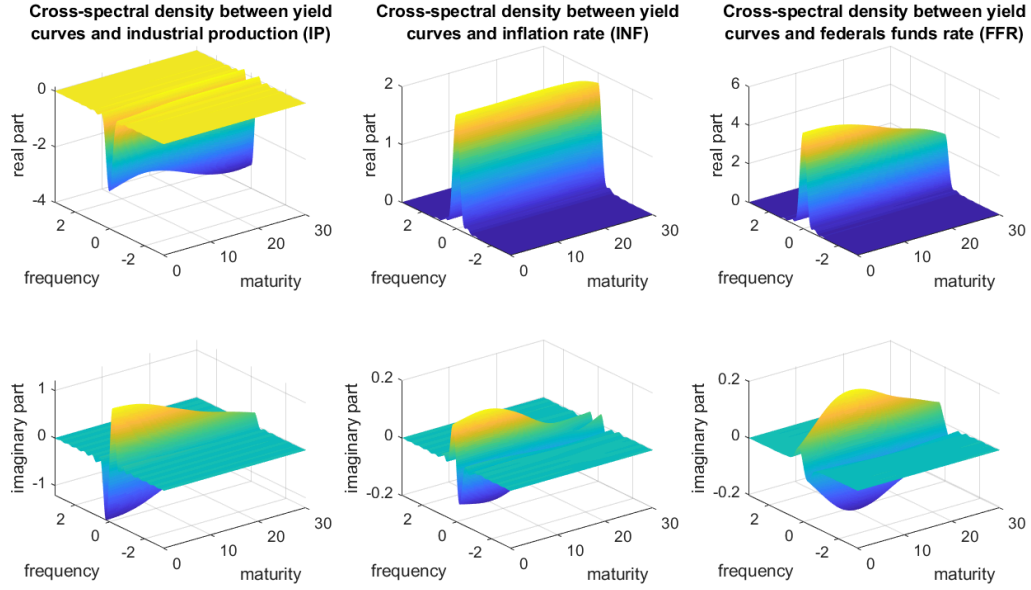 Cross-spectral density between yield
curves and industrial production (IP)
Cross-spectral density between yield
curves and inflation rate (INF)
Cross-spectral density between yield
curves and federals funds rate (FFR)
real part
0
-2
-4
2
0
-2
frequency
0
10
20
30
maturity
real part
2
1
0
2
0
-2
frequency
0
10
20
30
maturity
real part
6
4
2
0
2
0
-2
frequency
0
10
20
30
maturity
imaginary part
1
0
-1
2
0
-2
frequency
0
10
20
30
maturity
imaginary part
0.2
0
-0.2
2
0
-2
frequency
0
10
20
30
maturity
imaginary part
0.2
0
-0.2
2
0
-2
frequency
0
10
20
30
maturity